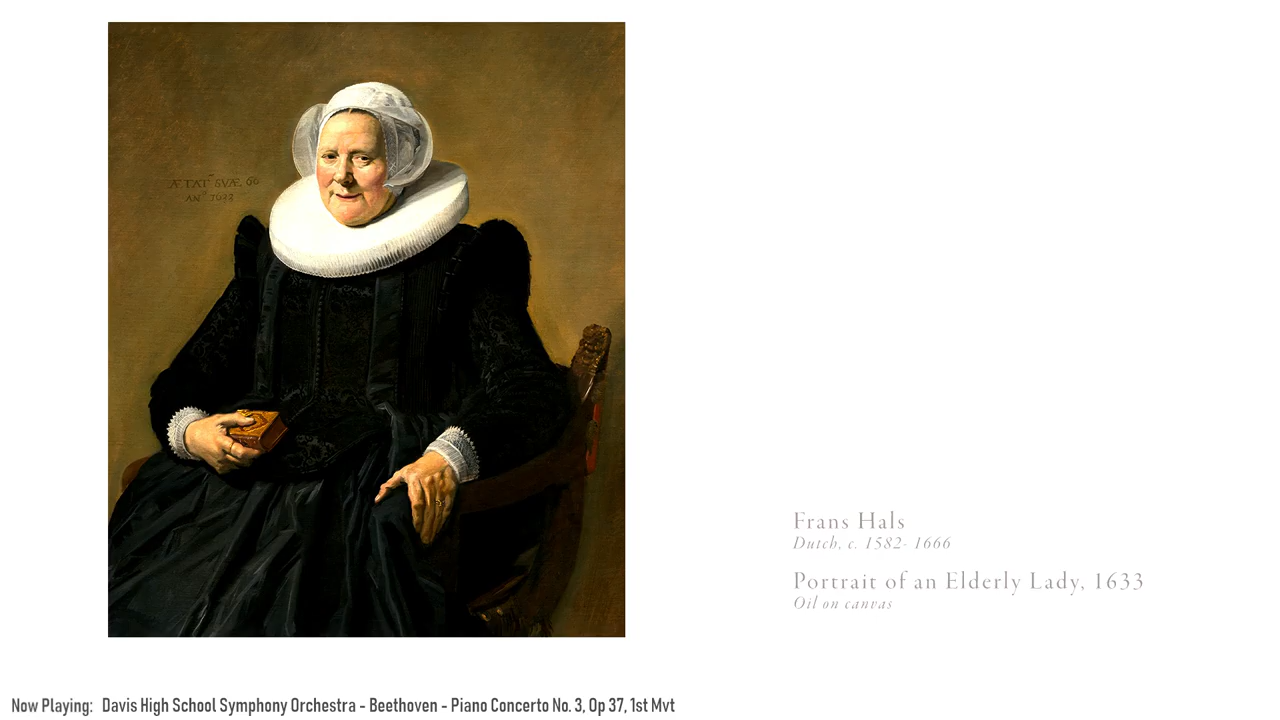 ÆTAT SVÆ. 60
ANº 1633
Frans Hals
Dutch, c. 1582- 1666
Portrait of an Elderly Lady, 1633
Oil on canvas
Now Playing: Davis High School Symphony Orchestra - Beethoven - Piano Concerto No. 3, Op 37, 1st Mvt